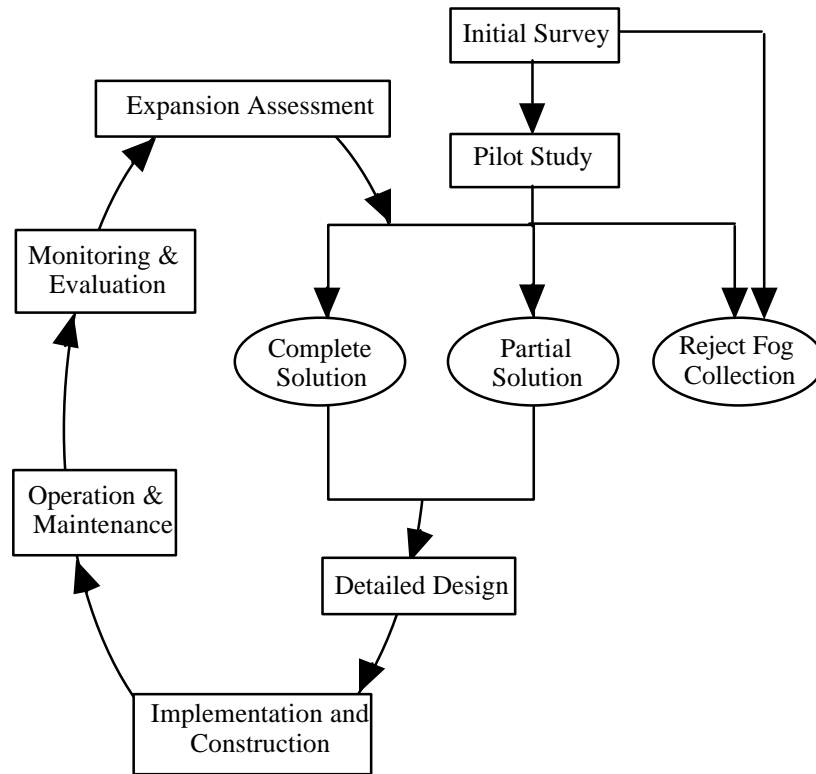 Initial Survey
Expansion Assessment
Pilot Study
Monitoring &
Evaluation
Complete
Solution
Partial
Solution
Reject Fog
Collection
Operation &
Maintenance
Detailed Design
Implementation and
Construction